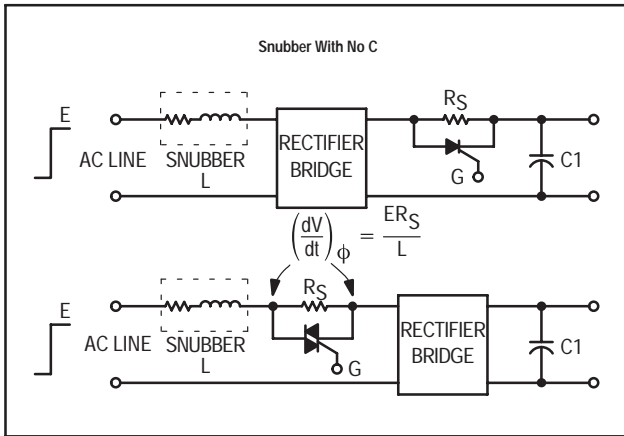 Snubber With No C
E
AC LINE
SNUBBER
L
RECTIFIER
BRIDGE
RS
G
C1
(dV/dt)ϕ = ERS/L
E
AC LINE
SNUBBER
L
RS
G
RECTIFIER
BRIDGE
C1